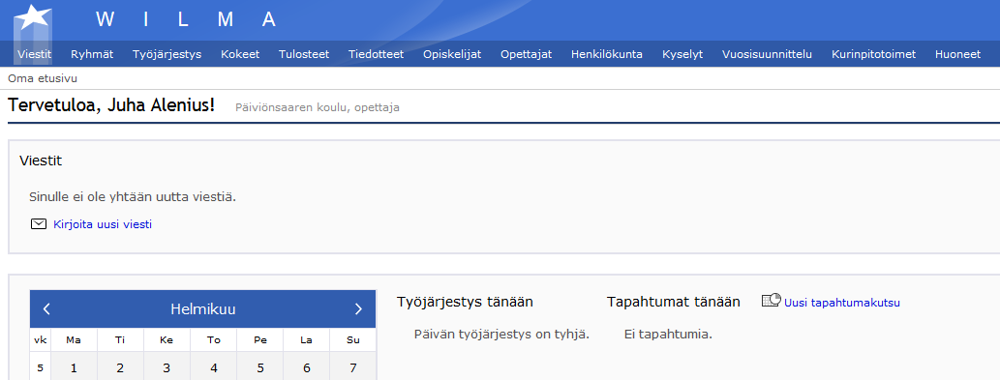 W I L M A
Viestit Ryhmät Työjärjestys Kokeet Tulosteet Tiedotteet Opiskelijat Opettajat Henkilökunta Kyselyt Vuosisuunnittelu Kurinpitotoimet Huoneet
Oma etusivu
Tervetuloa, Juha Alenius! Päiviönsaaren koulu, opettaja
Viestit
Sinulle ei ole yhtään uutta viestiä.
Kirjoita uusi viesti
Helmikuu Työjärjestys tänään Tapahtumat tänään Uusi tapahtumakutsu
vk Ma Ti Ke To Pe La Su Päivän työjärjestys on tyhjä. Ei tapahtumia.
5 1 2 3 4 5 6 7